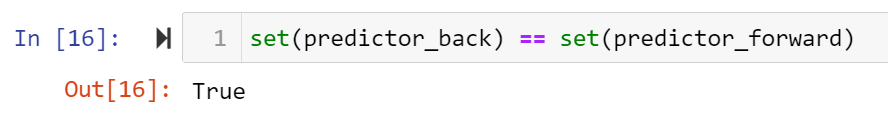 In [16]: 1 set(predictor_back) == set(predictor_forward)
Out[16]: True